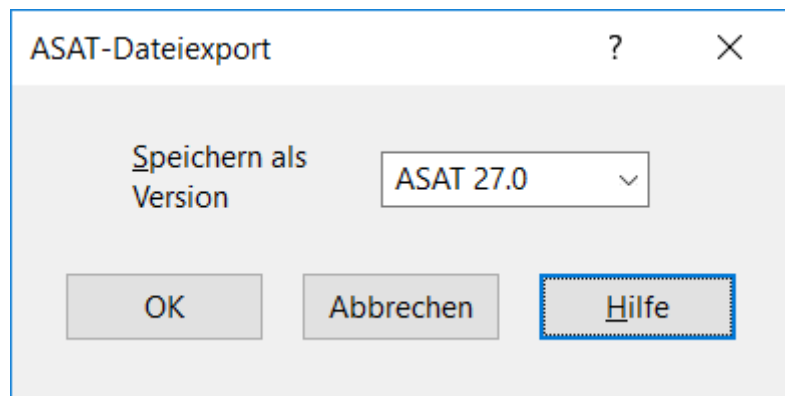 ASAT-Dateiexport ?
Speichern als
Version
ASAT 27.0
OK Abbrechen Hilfe